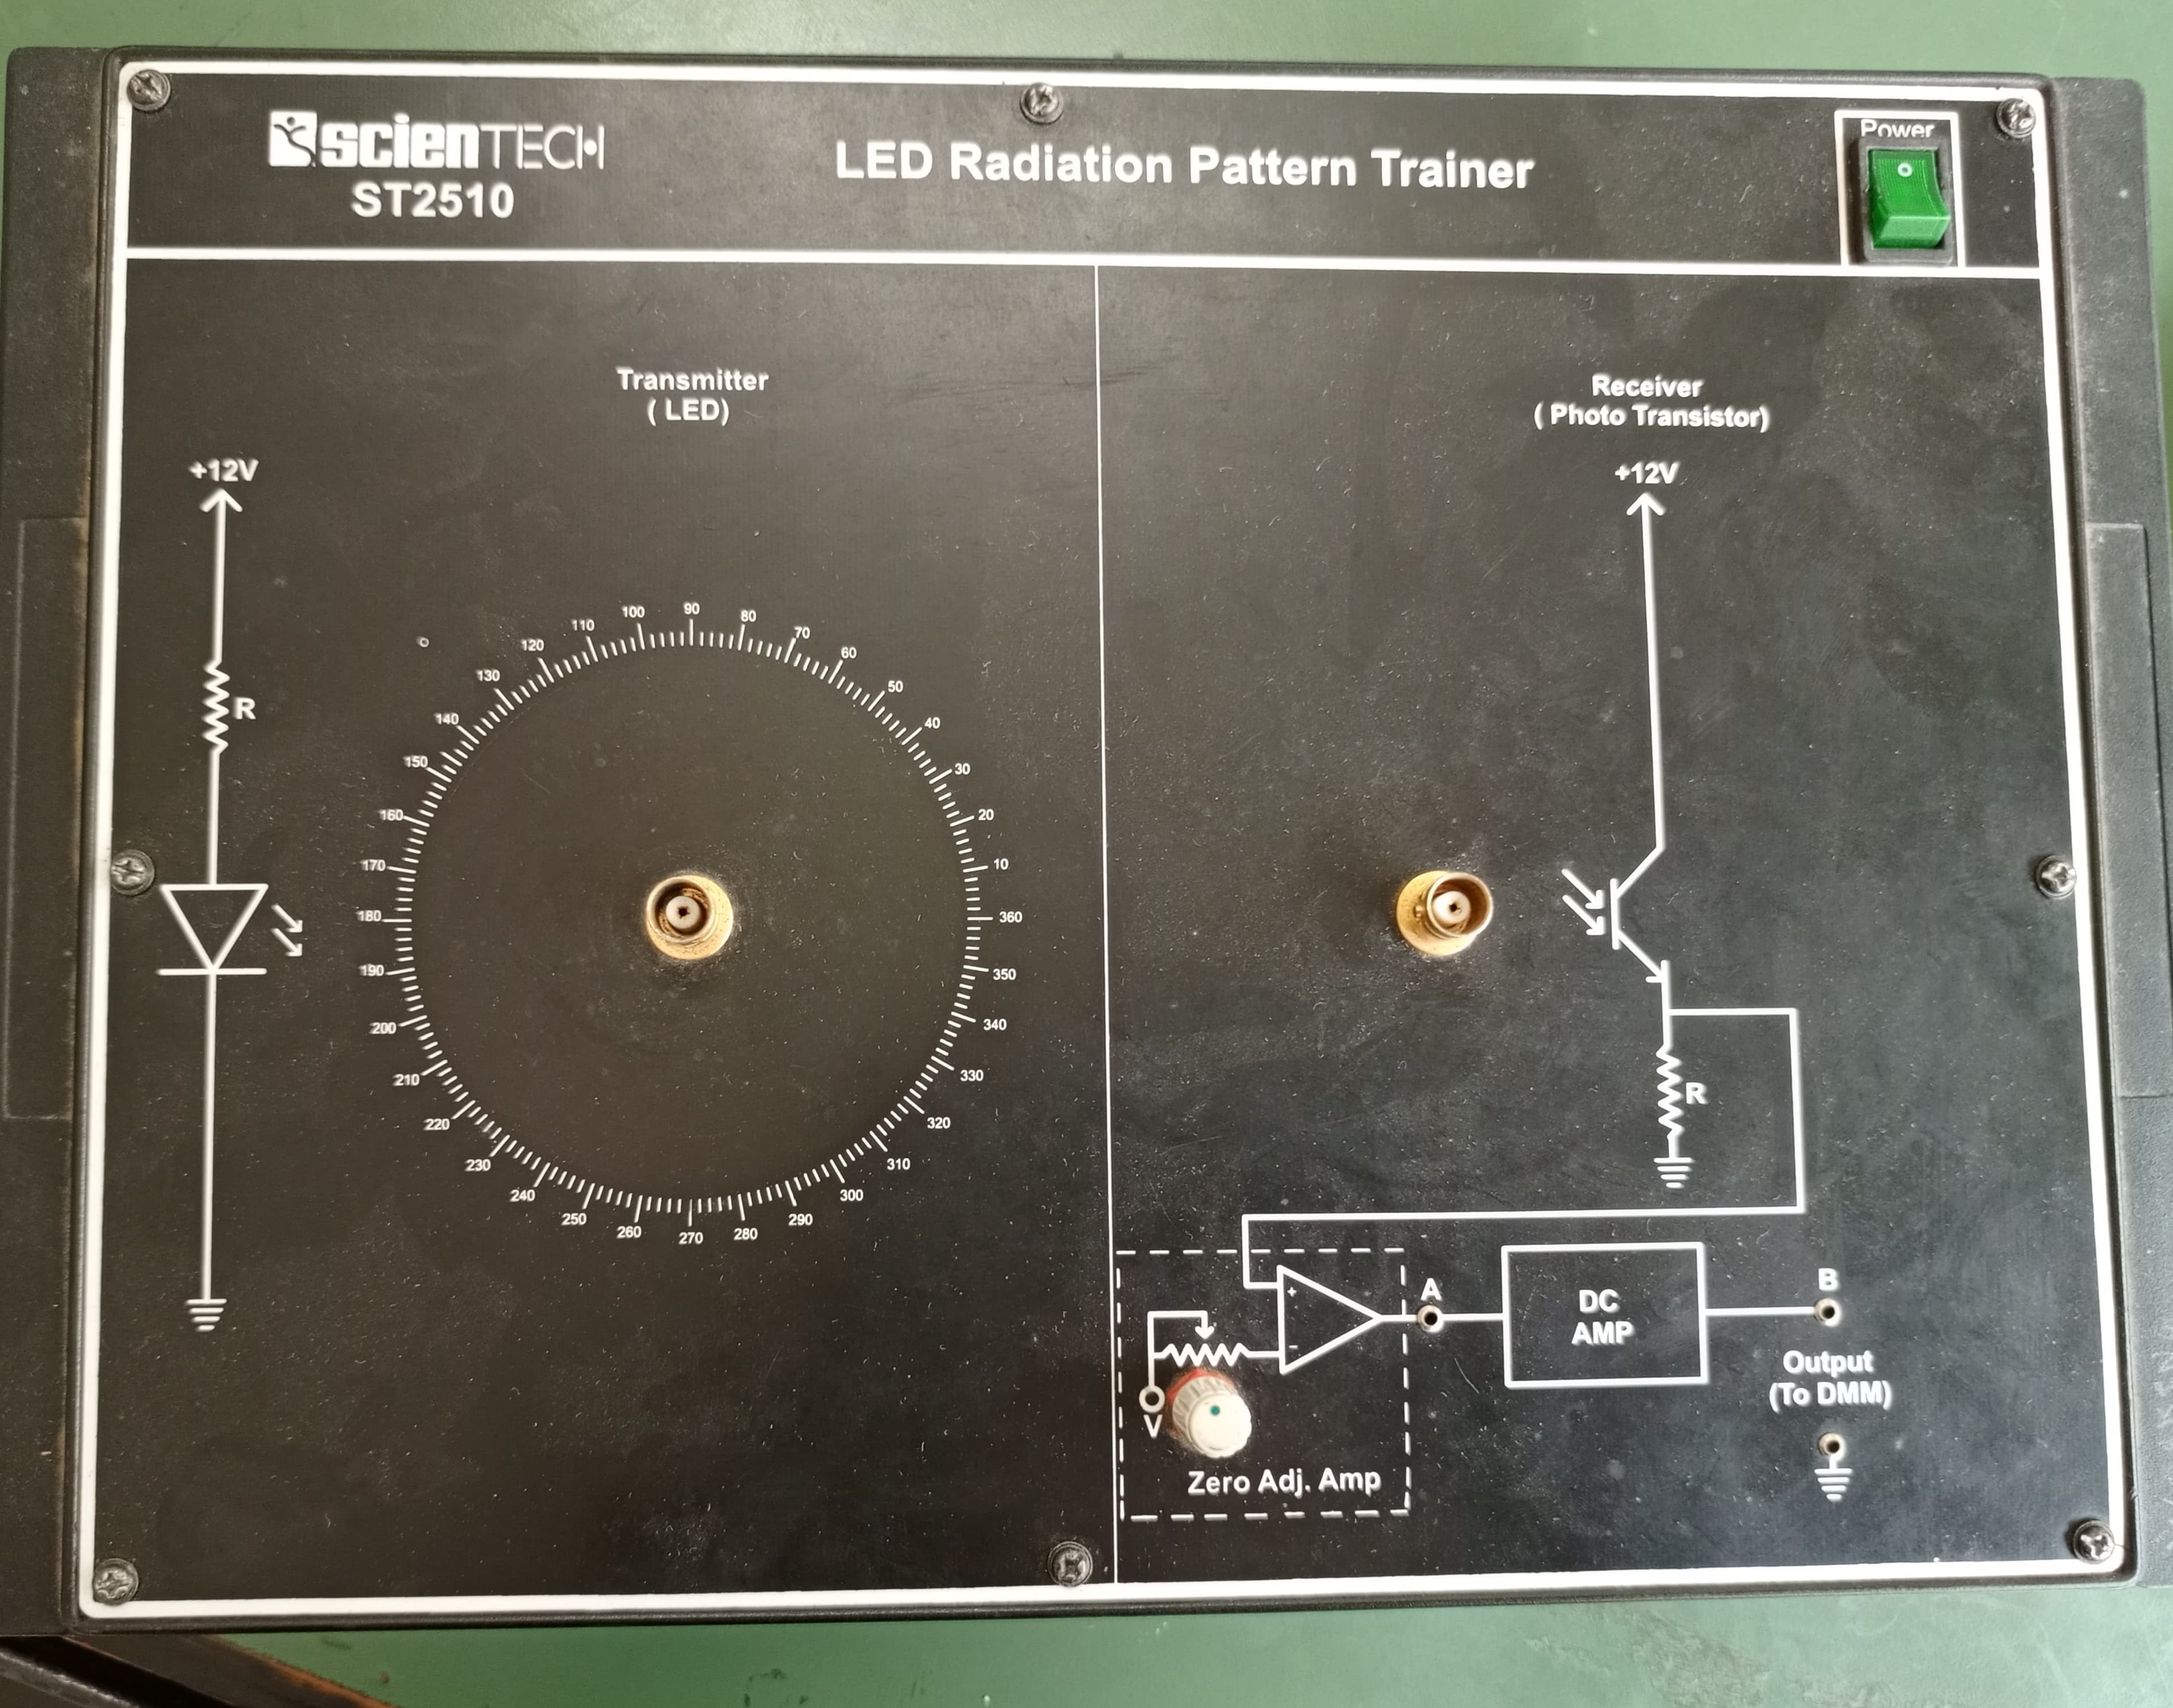 scienTECH
ST2510
LED Radiation Pattern Trainer
Power
Transmitter
( LED)
+12V
R
90
80
70
60
50
40
30
20
10
360
350
340
330
320
310
300
290
280
270
260
250
240
230
220
210
200
190
180
170
160
150
140
130
120
110
100
Receiver
( Photo Transistor)
+12V
R
+
-
A
DC
AMP
B
Output
(To DMM)
V
Zero Adj. Amp